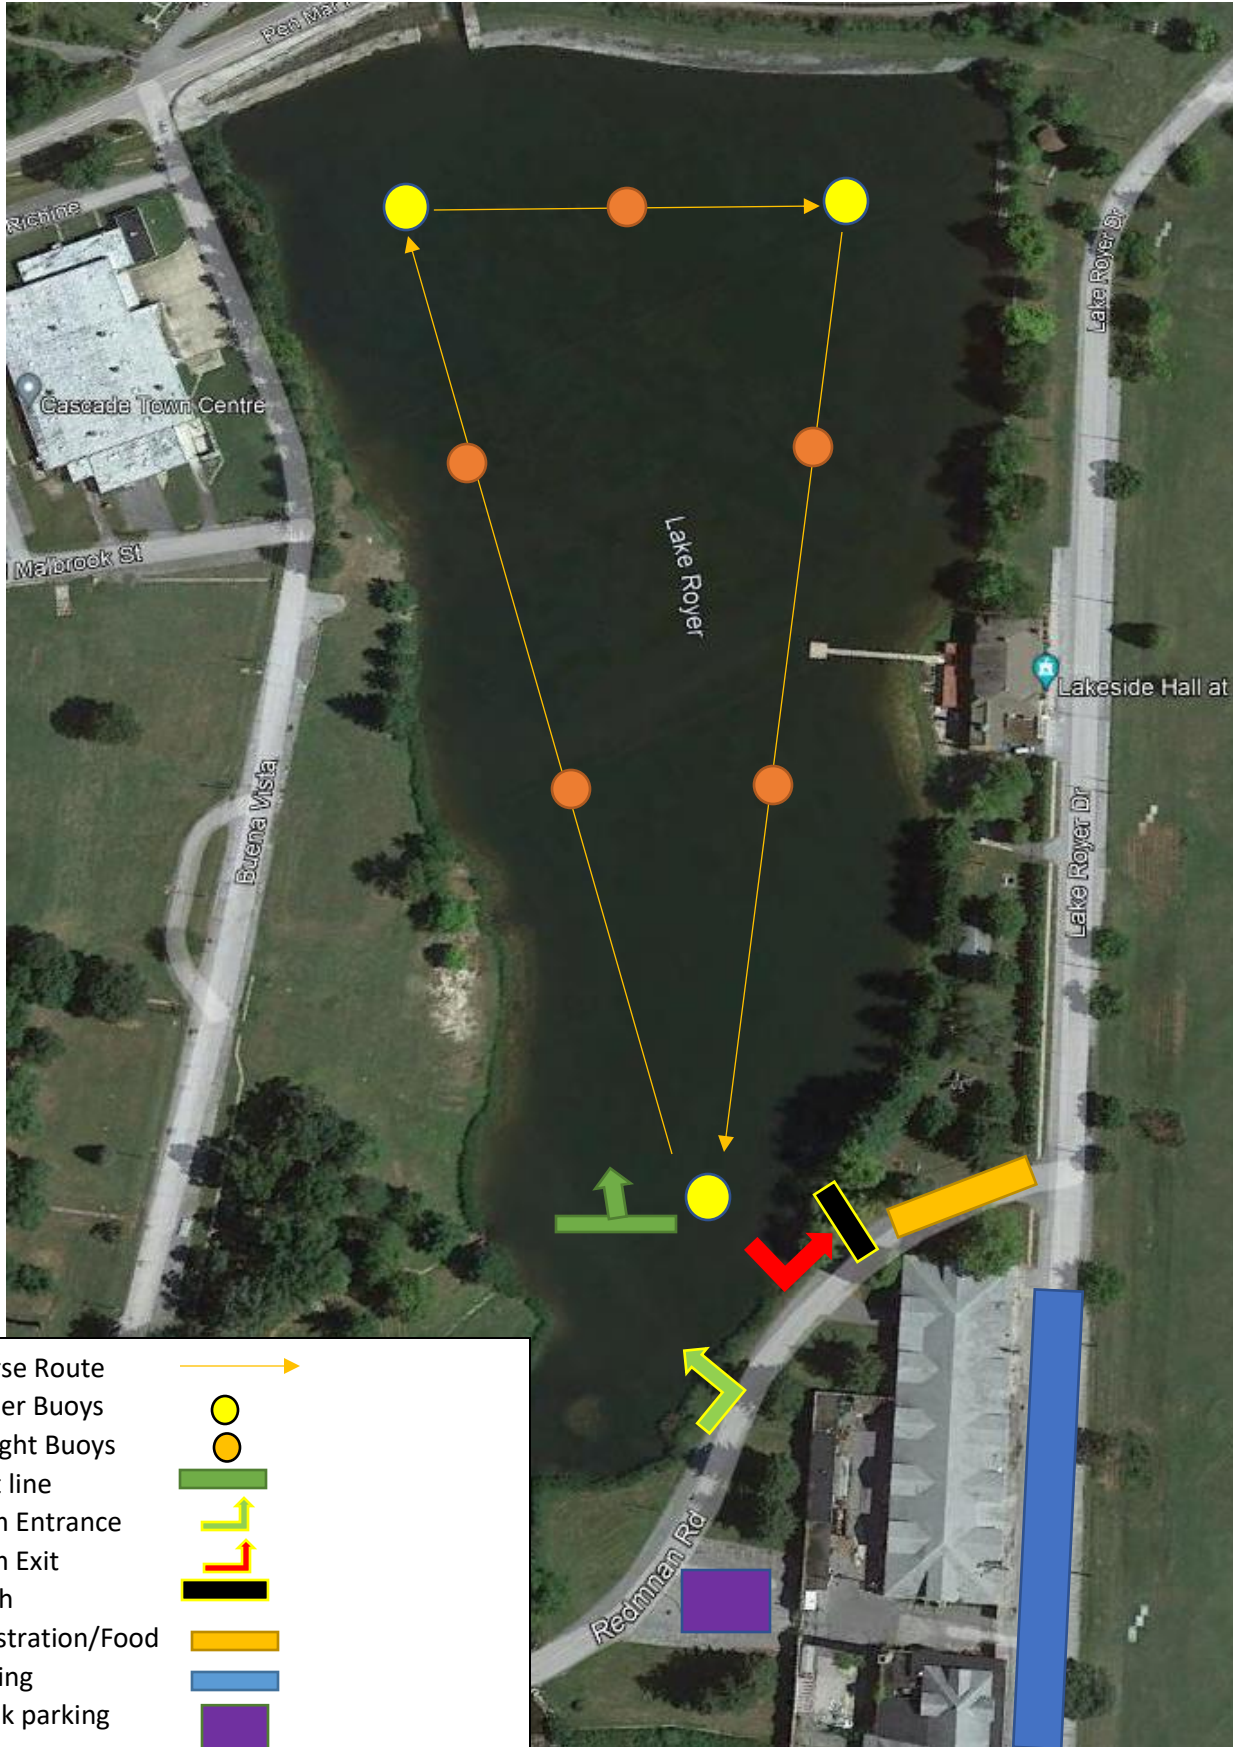 Pen Mar
Richine
Cascade Town Centre
Malbrook St
Lake Royer Dr
Lake Royer
Lakeside Hall at
Buena Vista
Lake Royer Dr
Redmnan Rd
se Route
er Buoys
ght Buoys
line
Entrance
Exit
h
stration/Food
ing
k parking